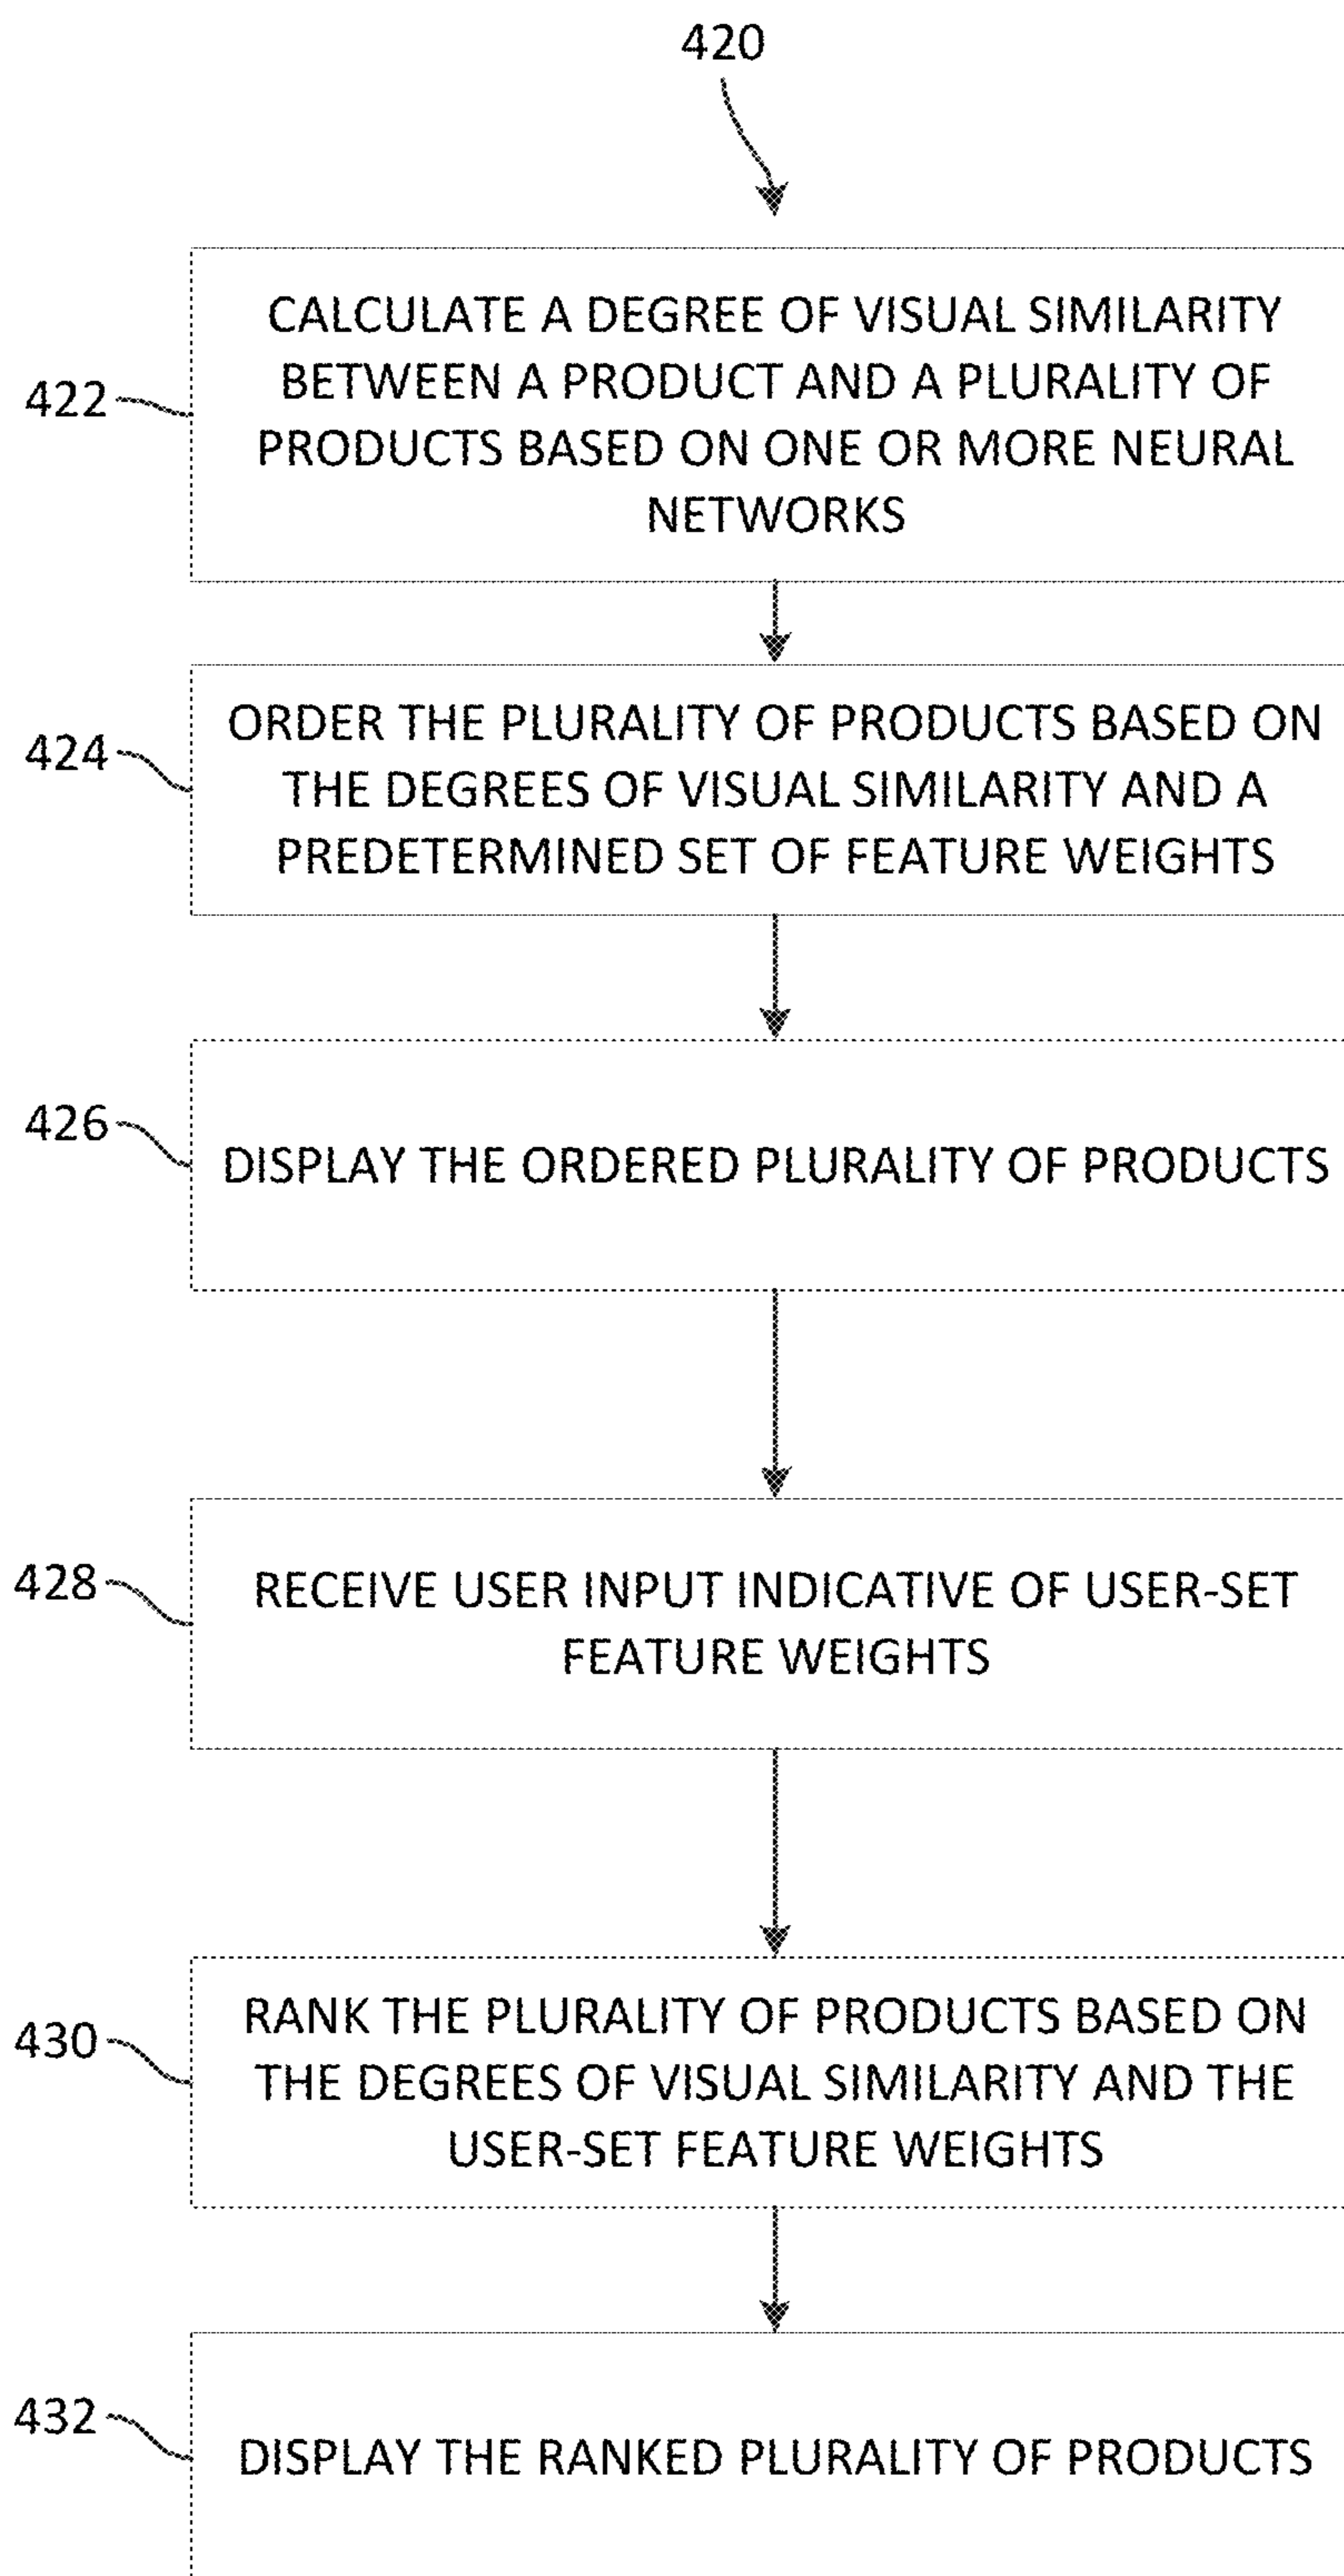 420
422
CALCULATE A DEGREE OF VISUAL SIMILARITY
BETWEEN A PRODUCT AND A PLURALITY OF
PRODUCTS BASED ON ONE OR MORE NEURAL
NETWORKS
424
ORDER THE PLURALITY OF PRODUCTS BASED ON
THE DEGREES OF VISUAL SIMILARITY AND A
PREDETERMINED SET OF FEATURE WEIGHTS
426
DISPLAY THE ORDERED PLURALITY OF PRODUCTS
428
RECEIVE USER INPUT INDICATIVE OF USER-SET
FEATURE WEIGHTS
430
RANK THE PLURALITY OF PRODUCTS BASED ON
THE DEGREES OF VISUAL SIMILARITY AND THE
USER-SET FEATURE WEIGHTS
432
DISPLAY THE RANKED PLURALITY OF PRODUCTS